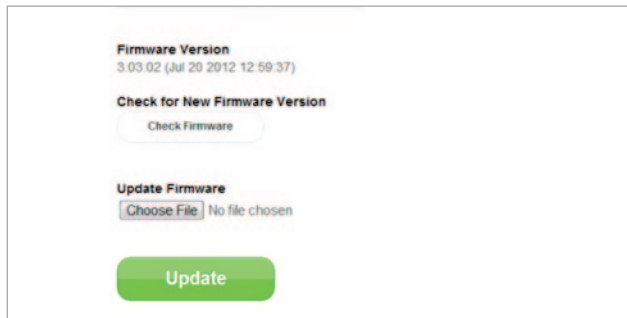 Firmware Version
3.03.02 (Jul 20 2012 12:59:37)
Check for New Firmware Version
Check Firmware
Update Firmware
Choose File No file chosen
Update